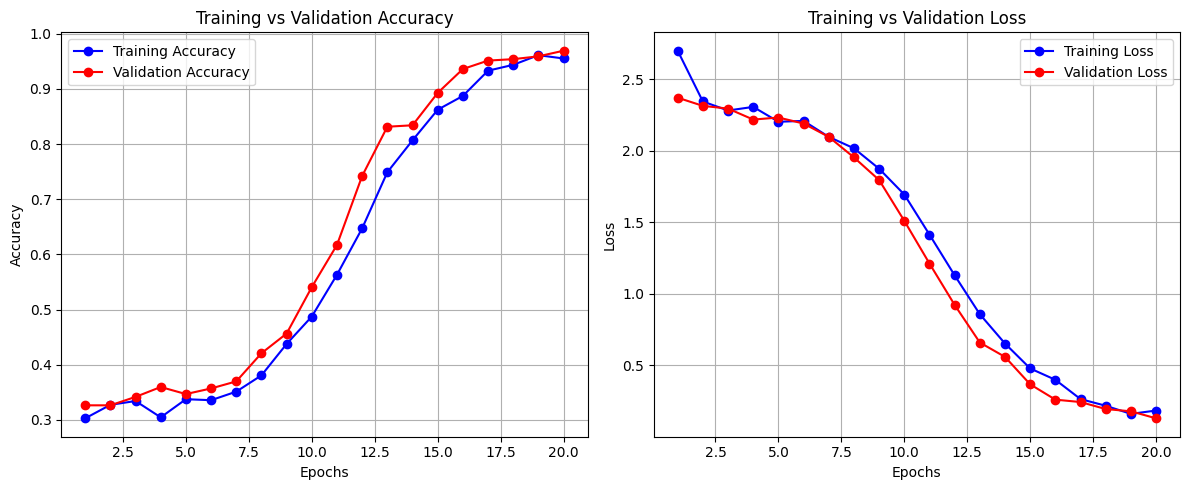 Training vs Validation Accuracy
Training Accuracy
Validation Accuracy
1.0
0.9
0.8
0.7
0.6
0.5
0.4
0.3
Accuracy
2.5 5.0 7.5 10.0 12.5 15.0 17.5 20.0
Epochs
Training vs Validation Loss
Training Loss
Validation Loss
2.5
2.0
1.5
1.0
0.5
Loss
2.5 5.0 7.5 10.0 12.5 15.0 17.5 20.0
Epochs